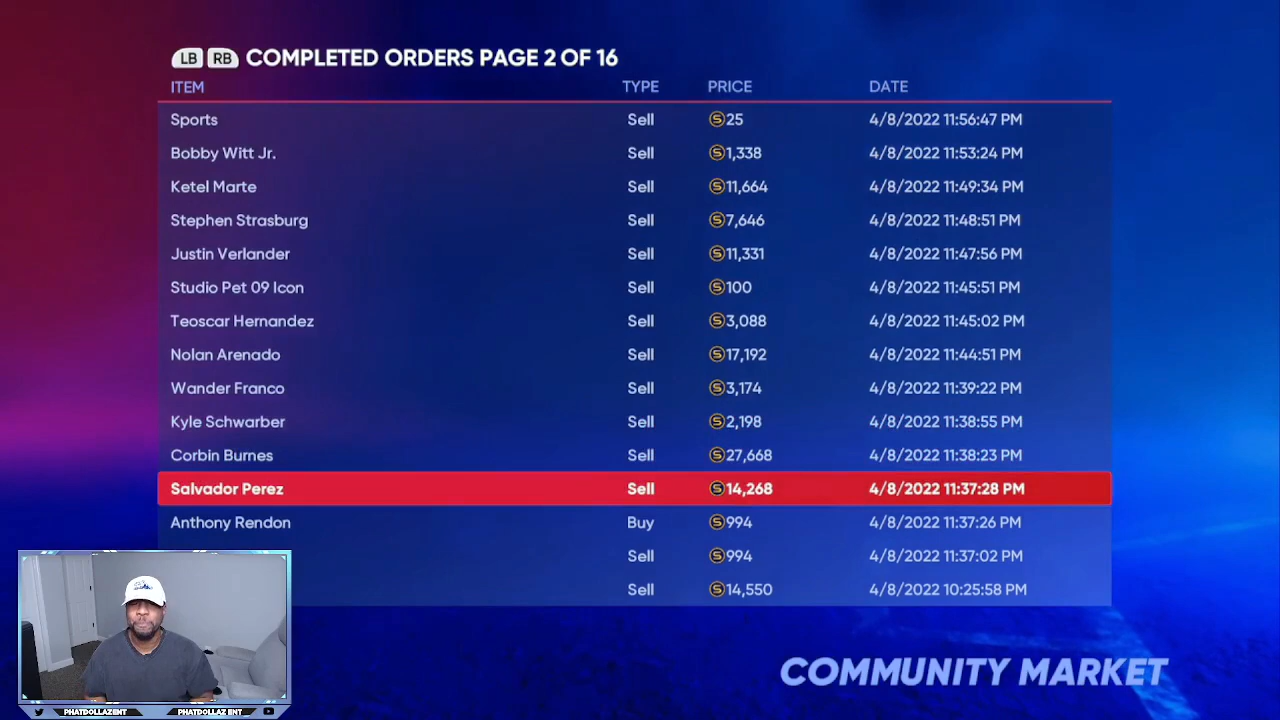 LB RB COMPLETED ORDERS PAGE 2 OF 16
ITEM TYPE PRICE DATE
Sports Sell 25 4/8/2022 11:56:47 PM
Bobby Witt Jr. Sell 1,338 4/8/2022 11:53:24 PM
Ketel Marte Sell 11,664 4/8/2022 11:49:34 PM
Stephen Strasburg Sell 7,646 4/8/2022 11:48:51 PM
Justin Verlander Sell 11,331 4/8/2022 11:47:56 PM
Studio Pet 09 Icon Sell 100 4/8/2022 11:45:51 PM
Teoscar Hernandez Sell 3,088 4/8/2022 11:45:02 PM
Nolan Arenado Sell 17,192 4/8/2022 11:44:51 PM
Wander Franco Sell 3,174 4/8/2022 11:39:22 PM
Kyle Schwarber Sell 2,198 4/8/2022 11:38:55 PM
Corbin Burnes Sell 27,668 4/8/2022 11:38:23 PM
Salvador Perez Sell 14,268 4/8/2022 11:37:28 PM
Anthony Rendon Buy 994 4/8/2022 11:37:26 PM
Sell 994 4/8/2022 11:37:02 PM
Sell 14,550 4/8/2022 10:25:58 PM
COMMUNITY MARKET
PHATDOLLAZENT PHATDOLLAZ ENT